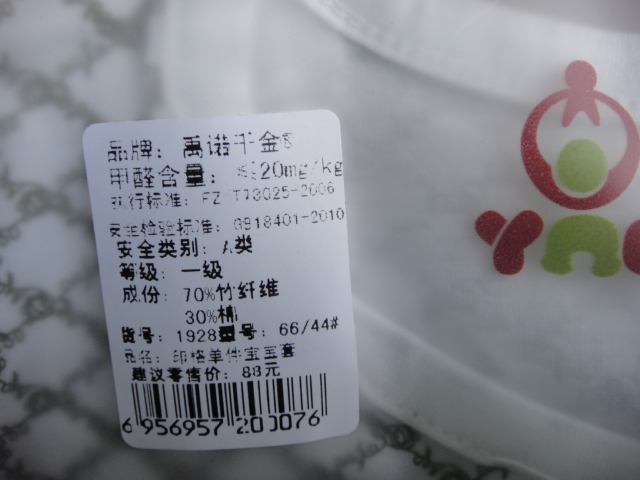 品牌：禹诺千金®
甲醛含量：≤20mg/kg
执行标准：FZ/T73025-2006
安全检验标准：GB18401-2010
安全类别：A类
等级：一级
成份：70%竹纤维
30%棉
货号：1928型号：66/44#
品名：印格单件宝宝套
建议零售价：88元
6 956957 200076